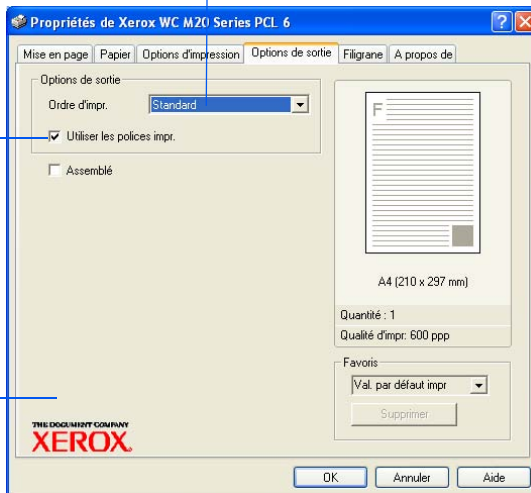 Propriétés de Xerox WC M20 Series PCL 6
Mise en page Papier Options d'impression Options de sortie Filigrane A propos de
Options de sortie
Ordre d'impr. Standard
Utiliser les polices impr.
Assemblé
F
A4 (210 x 297 mm)
Quantité : 1
Qualité d'impr: 600 ppp
Favoris
Val. par défaut impr
Supprimer
THE DOCUMENT COMPANY
XEROX.
OK Annuler Aide